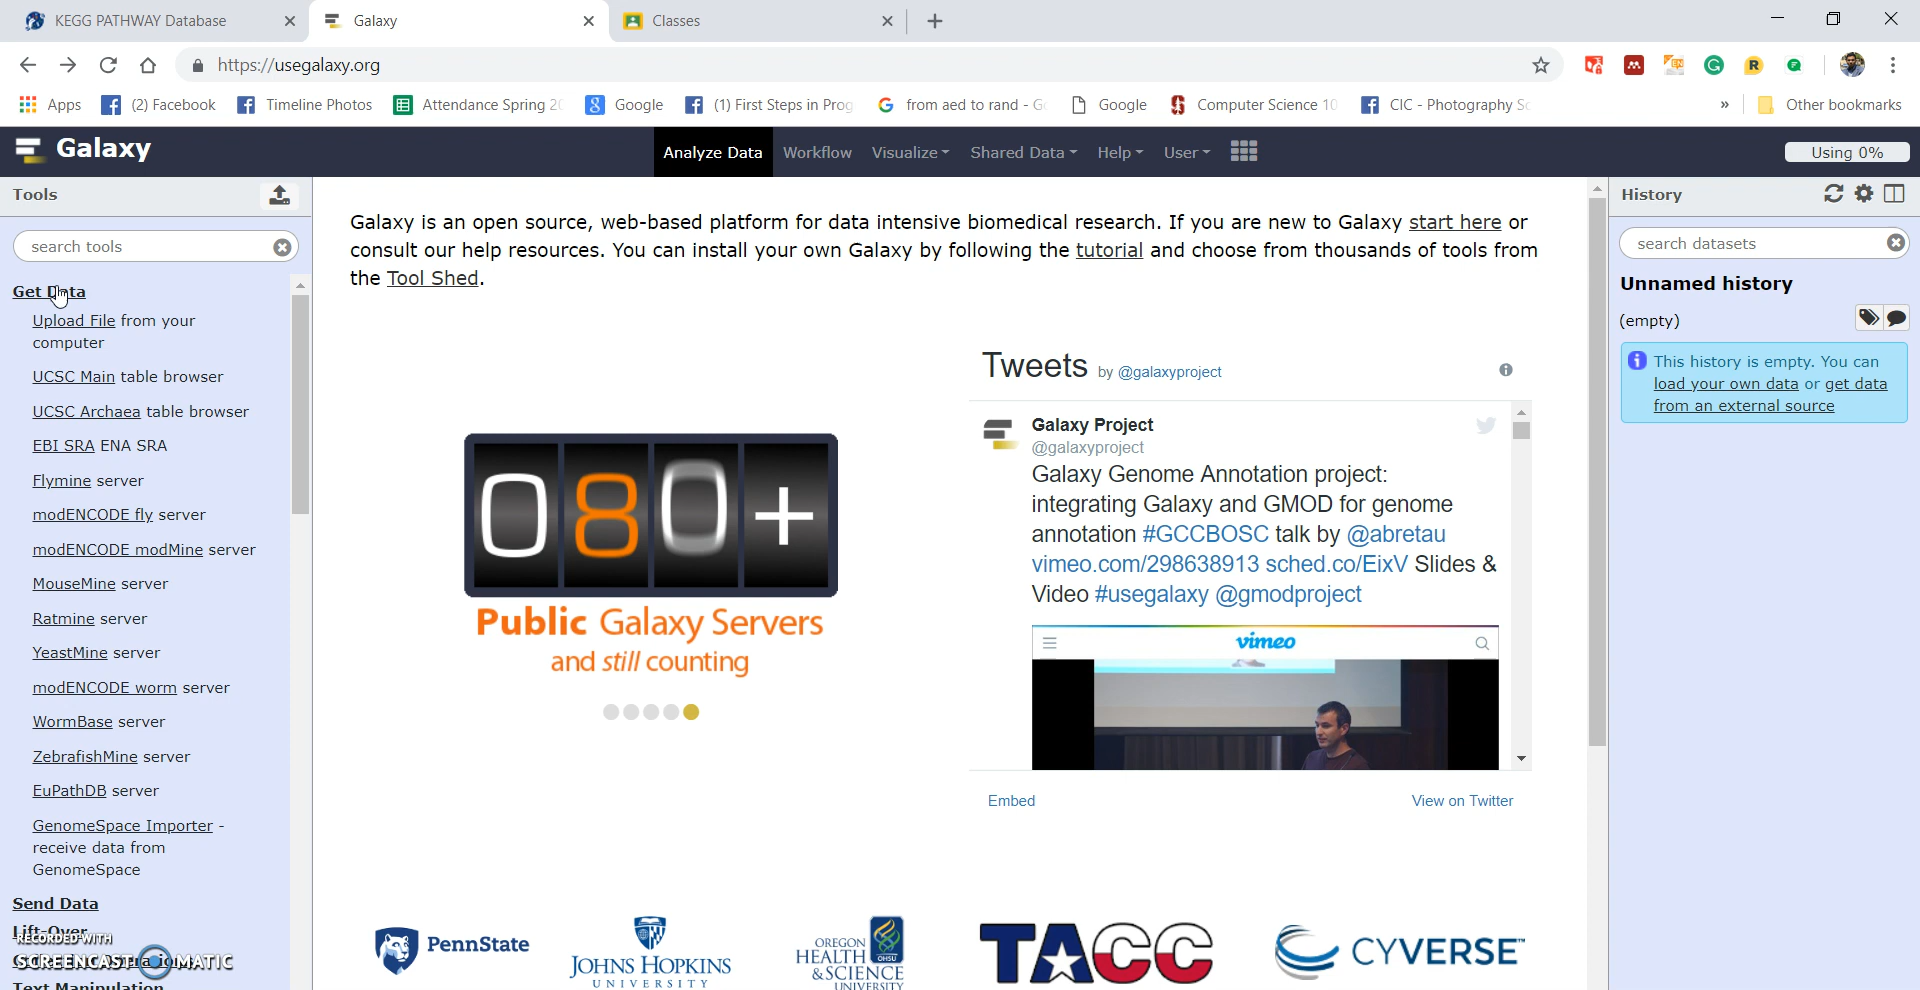 KEGG PATHWAY Database
Galaxy
Classes
https://usegalaxy.org
Apps
(2) Facebook
Timeline Photos
Attendance Spring 20
Google
(1) First Steps in Prog
from aed to rand - G
Google
Computer Science 10
CIC - Photography Sc
»
Other bookmarks
Galaxy
Analyze Data
Workflow
Visualize
Shared Data
Help
User
Using 0%
Tools
search tools
Get Data
Upload File from your
computer
UCSC Main table browser
UCSC Archaea table browser
EBI SRA ENA SRA
Flymine server
modENCODE fly server
modENCODE modMine server
MouseMine server
Ratmine server
YeastMine server
modENCODE worm server
WormBase server
ZebrafishMine server
EuPathDB server
GenomeSpace Importer -
receive data from
GenomeSpace
Send Data
Lift-Over
Text Manipulation
RECORDED WITH
SCREENCAST MATIC
Galaxy is an open source, web-based platform for data intensive biomedical research. If you are new to Galaxy start here or
consult our help resources. You can install your own Galaxy by following the tutorial and choose from thousands of tools from
the Tool Shed.
080+
Public Galaxy Servers
and still counting
Tweets by @galaxyproject
Galaxy Project
@galaxyproject
Galaxy Genome Annotation project:
integrating Galaxy and GMOD for genome
annotation #GCCBOSC talk by @abretau
vimeo.com/298638913 sched.co/EixV Slides &
Video #usegalaxy @gmodproject
vimeo
Embed
View on Twitter
PennState
JOHNS HOPKINS
UNIVERSITY
OREGON
HEALTH
& SCIENCE
UNIVERSITY
OHSU
TACC
CYVERSE™
History
search datasets
Unnamed history
(empty)
This history is empty. You can
load your own data or get data
from an external source